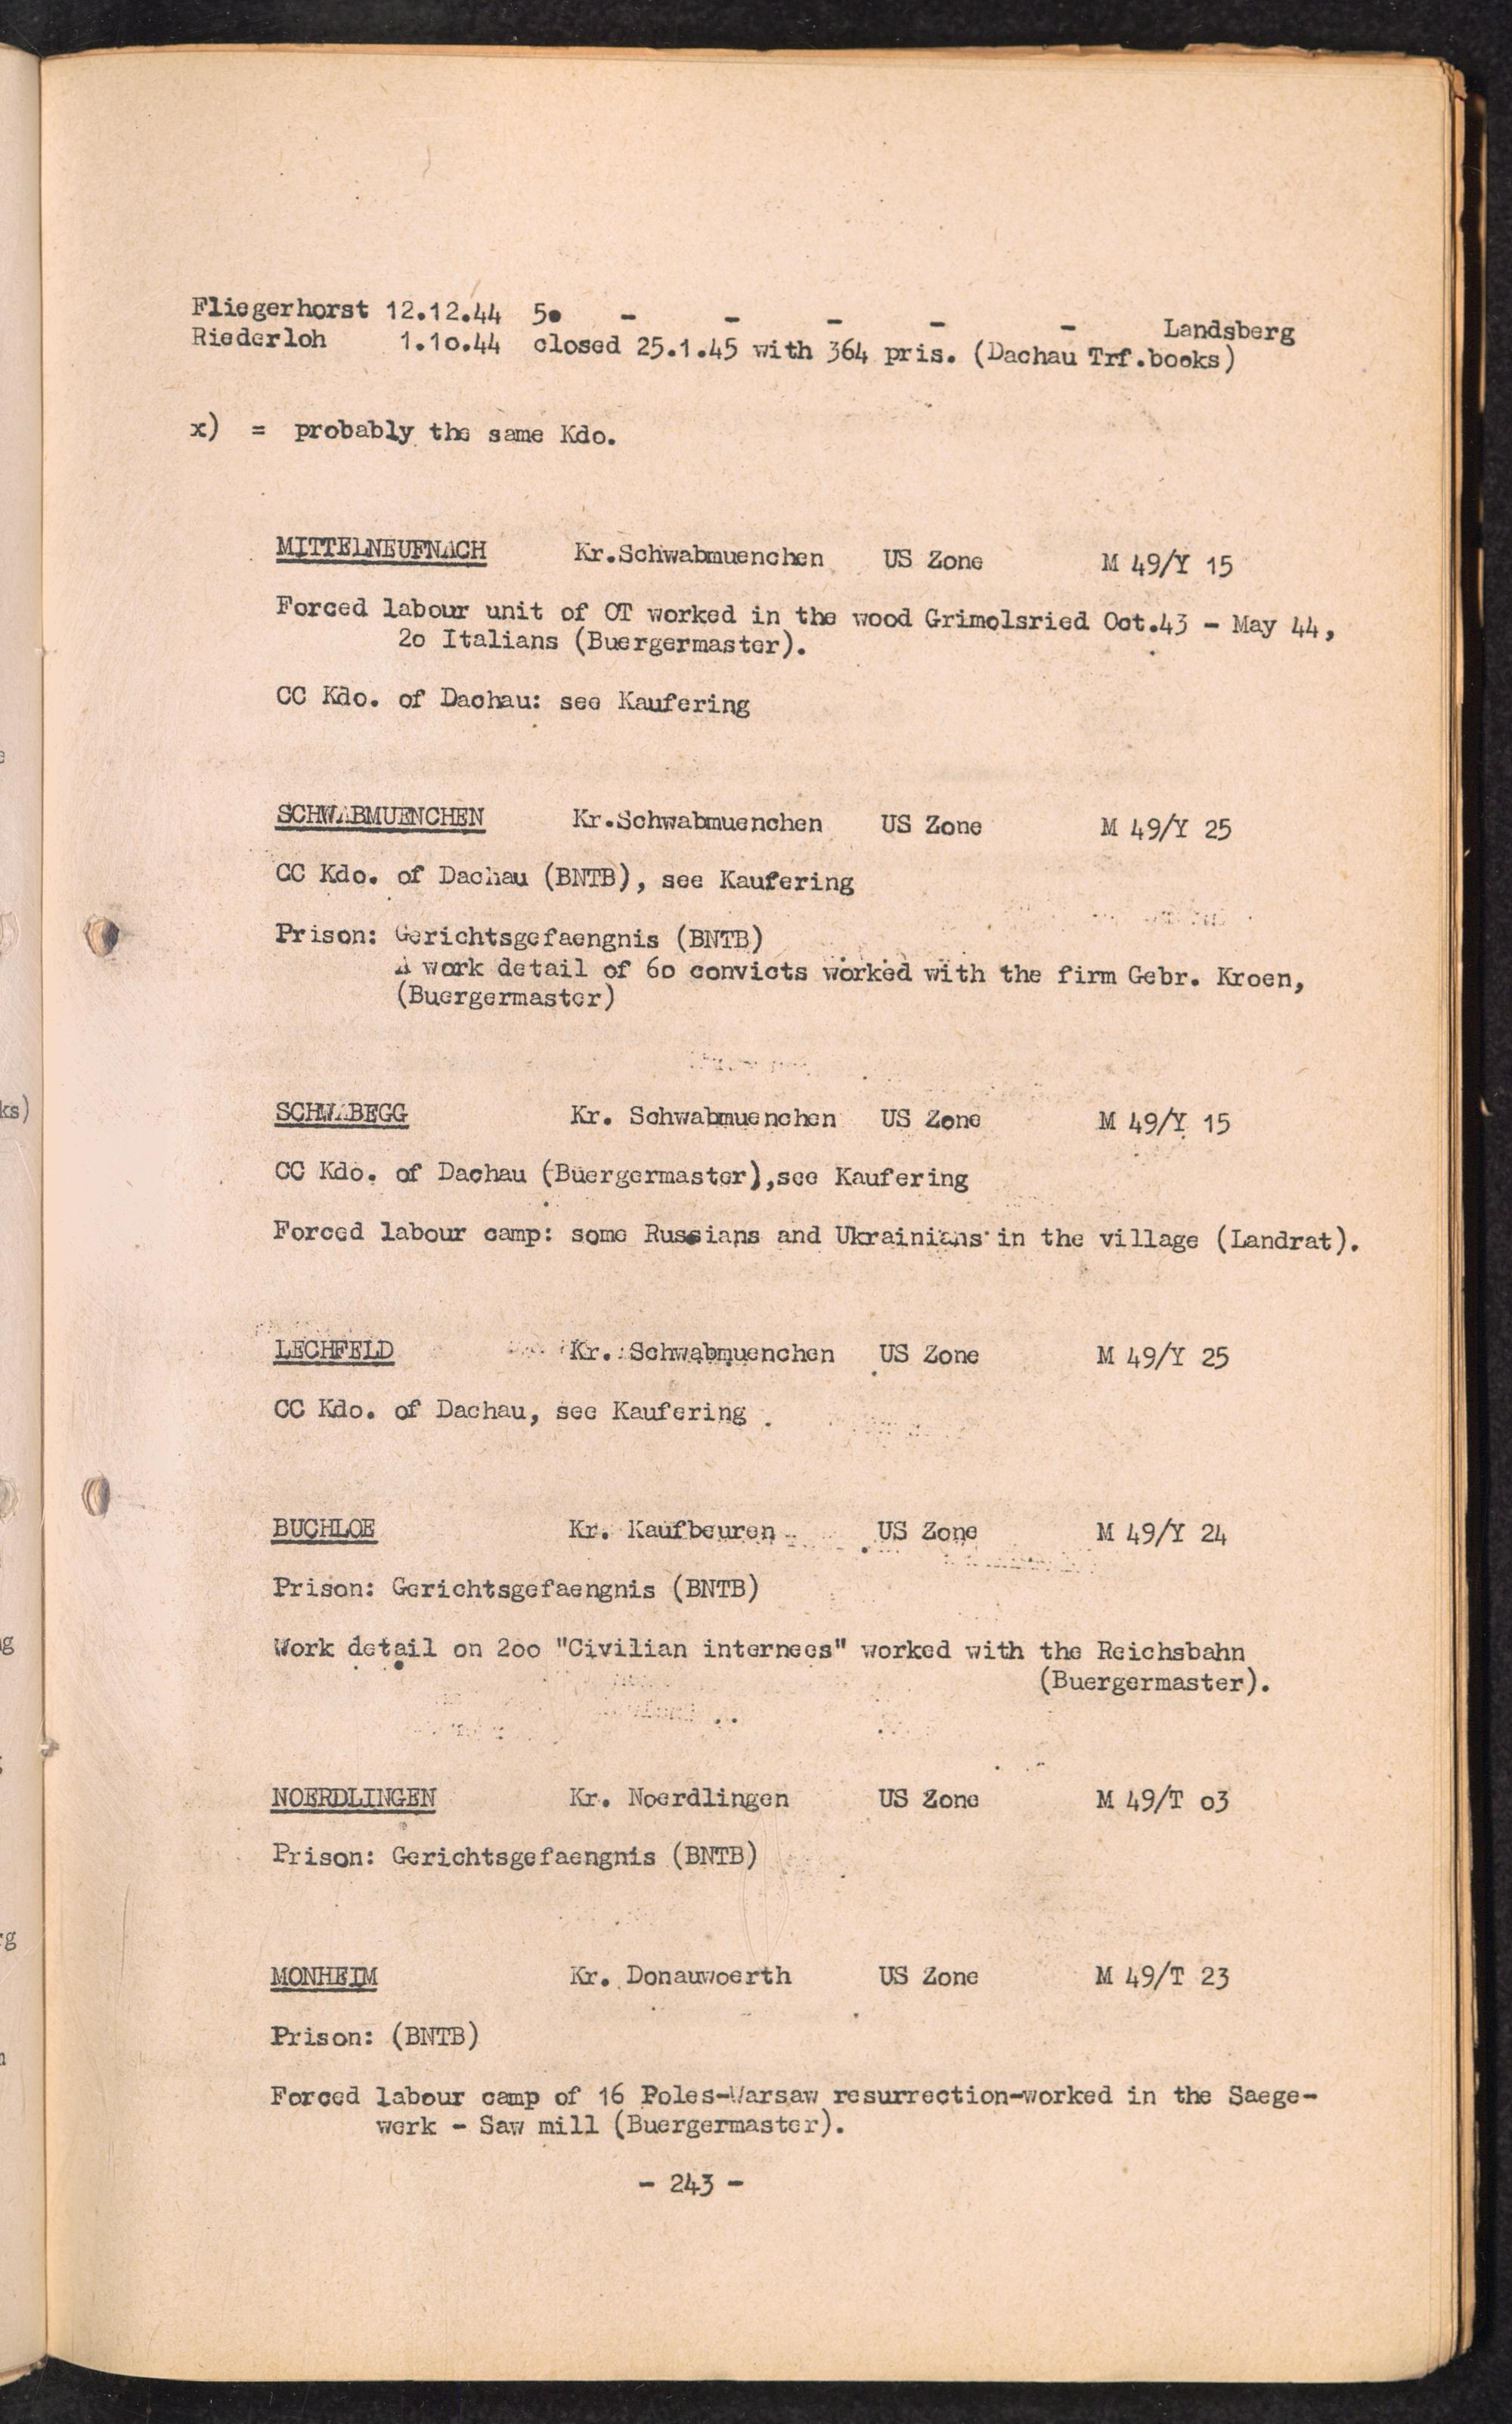 Fliegerhorst 12.12.44 5o - - - - - Landsberg
Riederloh 1.1o.44 closed 25.1.45 with 364 pris. (Dachau Trf.books)
x) = probably the same Kdo.
MITTELNEUFNACH Kr.Schwabmuenchen US Zone M 49/Y 15
Forced labour unit of OT worked in the wood Grimolsried Oct.43 - May 44,
2o Italians (Buergermaster).
CC Kdo. of Dachau: see Kaufering
SCHWABMUENCHEN Kr.Schwabmuenchen US Zone M 49/Y 25
CC Kdo. of Dachau (BNTB), see Kaufering
Prison: Gerichtsgefaengnis (BNTB)
A work detail of 6o convicts worked with the firm Gebr. Kroen,
(Buergermaster)
SCHWABEGG Kr. Schwabmuenchen US Zone M 49/Y 15
CC Kdo. of Dachau (Buergermaster),see Kaufering
Forced labour camp: some Russians and Ukrainians in the village (Landrat).
LECHFELD Kr. Schwabmuenchen US Zone M 49/Y 25
CC Kdo. of Dachau, see Kaufering .
BUCHLOE Kr. Kaufbeuren US Zone M 49/Y 24
Prison: Gerichtsgefaengnis (BNTB)
Work detail on 2oo "Civilian internees" worked with the Reichsbahn
(Buergermaster).
NOERDLINGEN Kr. Noerdlingen US Zone M 49/T o3
Prison: Gerichtsgefaengnis (BNTB)
MONHEIM Kr. Donauwoerth US Zone M 49/T 23
Prison: (BNTB)
Forced labour camp of 16 Poles-Warsaw resurrection-worked in the Saege-
werk - Saw mill (Buergermaster).
- 243 -